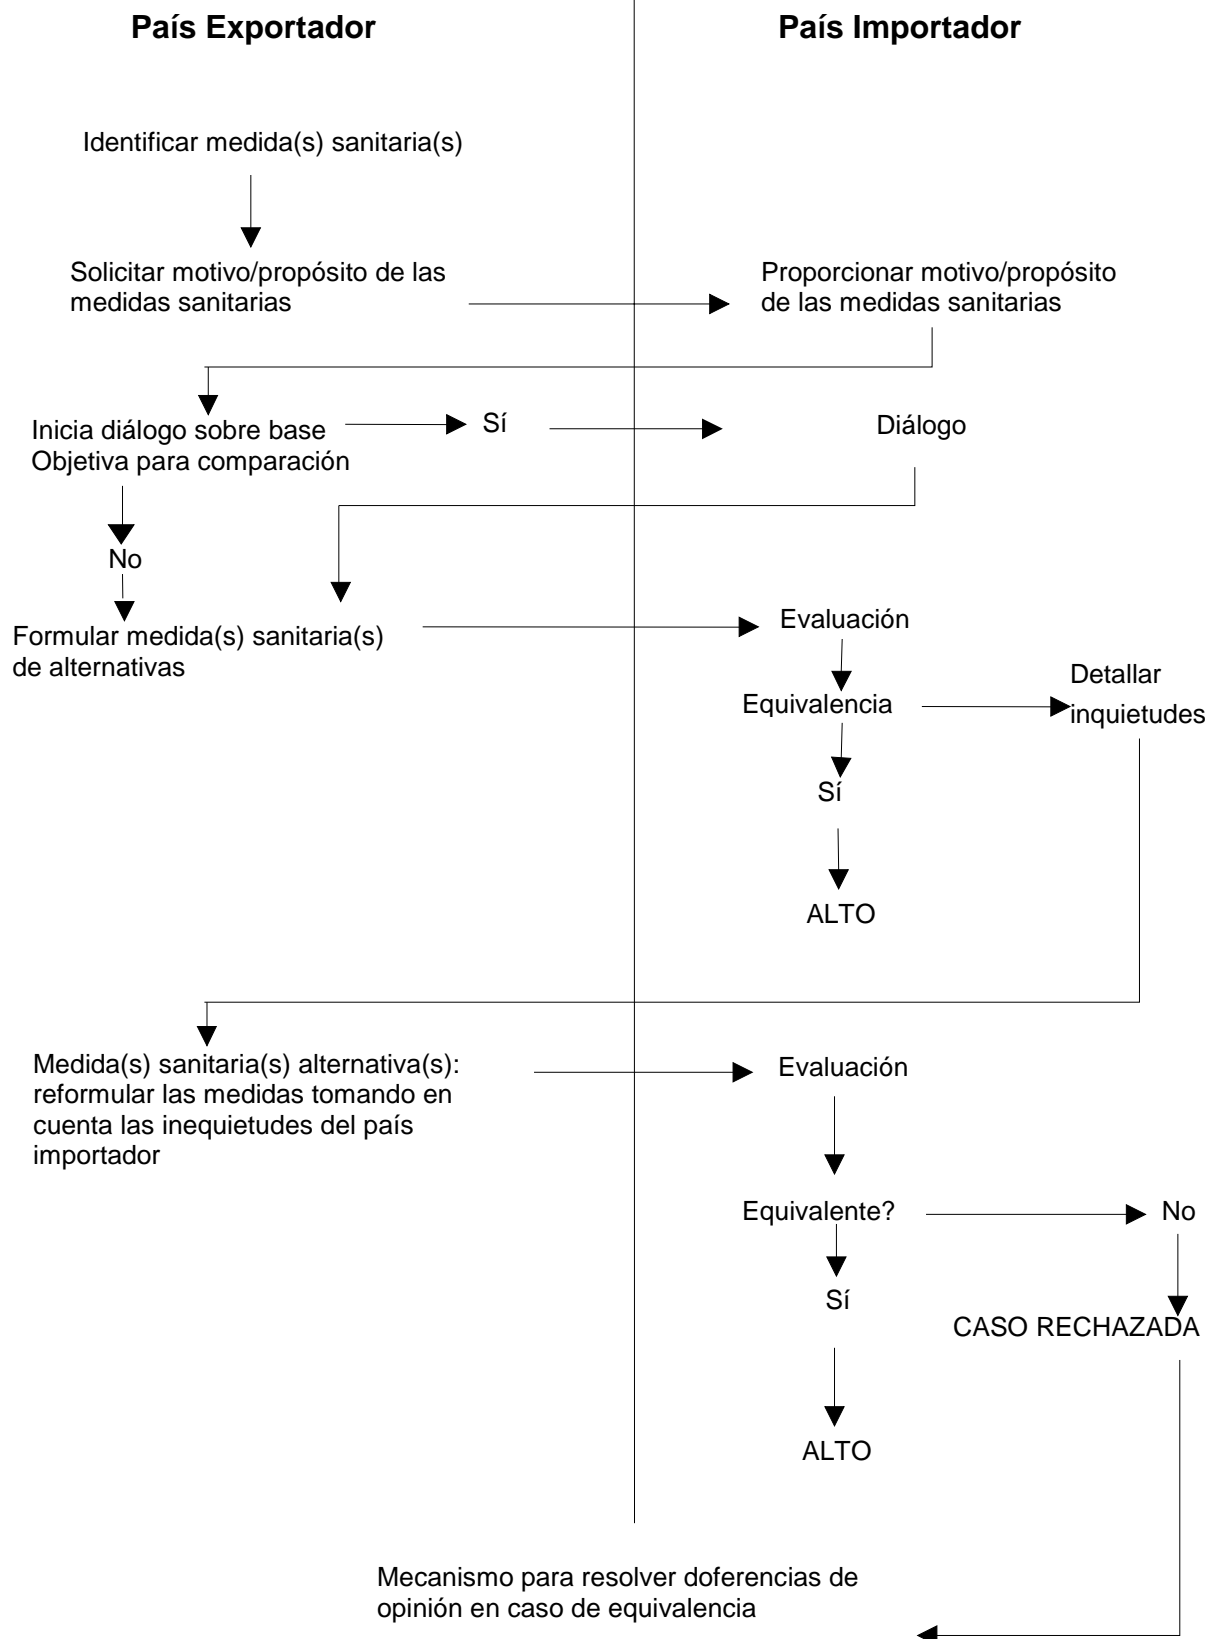 País Exportador
País Importador
Identificar medida(s) sanitaria(s)
Solicitar motivo/propósito de las
medidas sanitarias
Proporcionar motivo/propósito
de las medidas sanitarias
Inicia diálogo sobre base
Objetiva para comparación
Sí
Diálogo
No
Formular medida(s) sanitaria(s)
de alternativas
Evaluación
Equivalencia
Detallar
inquietudes
Sí
ALTO
Medida(s) sanitaria(s) alternativa(s):
reformular las medidas tomando en
cuenta las inequietudes del país
importador
Evaluación
Equivalente?
No
Sí
CASO RECHAZADA
ALTO
Mecanismo para resolver doferencias de
opinión en caso de equivalencia